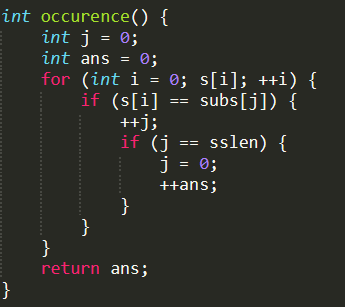 int occurence() {
    int j = 0;
    int ans = 0;
    for (int i = 0; s[i]; ++i) {
        if (s[i] == subs[j]) {
            ++j;
            if (j == sslen) {
                j = 0;
                ++ans;
            }
        }
    }
    return ans;
}